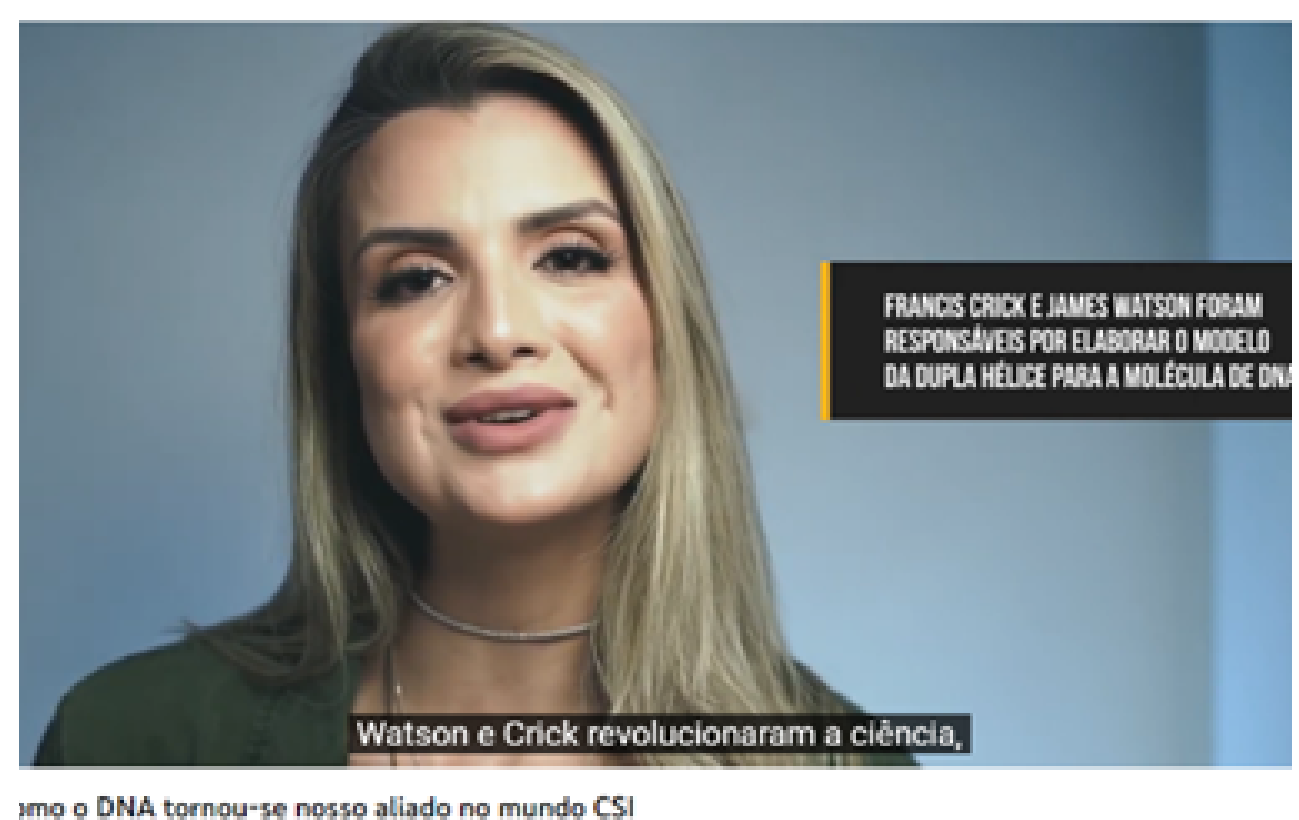 FRANCIS CRICK E JAMES WATSON FORAM
RESPONSÁVEIS POR ELABORAR O MODELO
DA DUPLA HÉLICE PARA A MOLÉCULA DE DNA
Watson e Crick revolucionaram a ciência,
omo o DNA tornou-se nosso aliado no mundo CSI